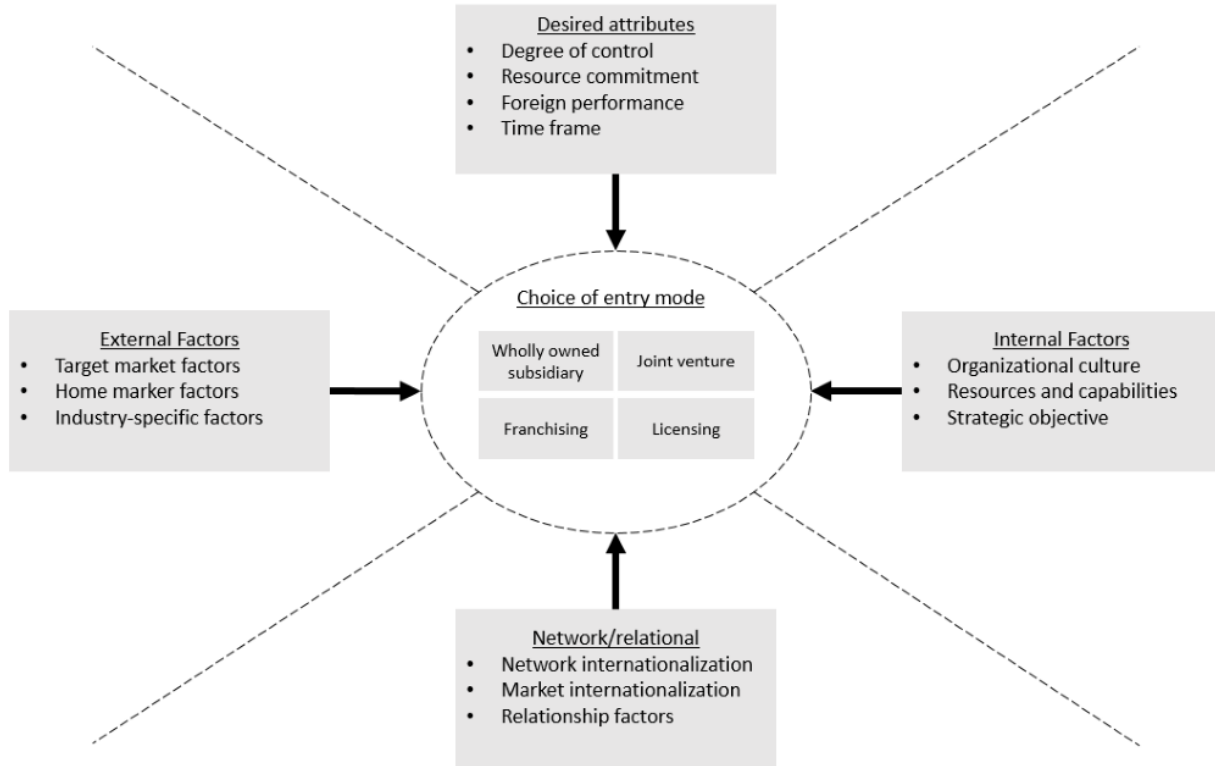 Desired attributes
• Degree of control
• Resource commitment
• Foreign performance
• Time frame
External Factors
• Target market factors
• Home marker factors
• Industry-specific factors
Choice of entry mode
Wholly owned
subsidiary
Joint venture
Franchising
Licensing
Internal Factors
• Organizational culture
• Resources and capabilities
• Strategic objective
Network/relational
• Network internationalization
• Market internationalization
• Relationship factors